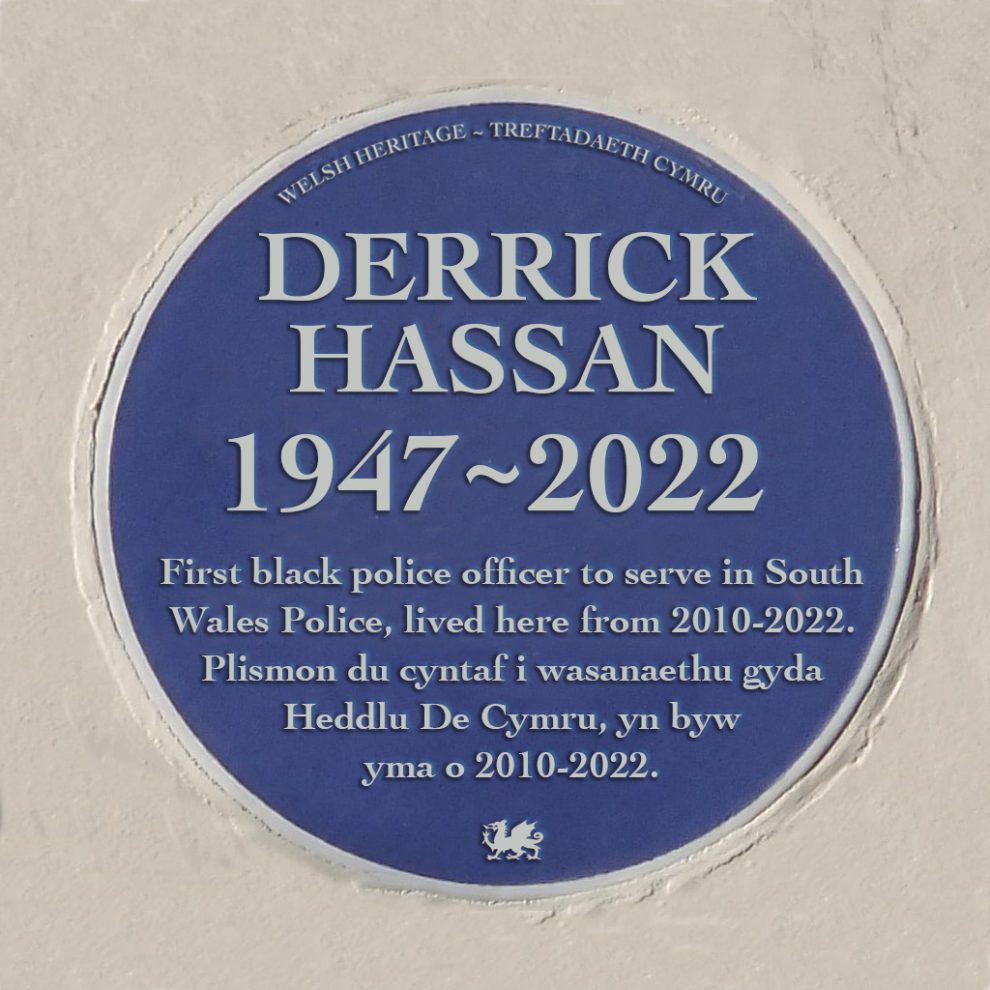 WELSH HERITAGE ~ TREFTADAETH CYMRU
DERRICK
HASSAN
1947~2022
First black police officer to serve in South
Wales Police, lived here from 2010-2022.
Plismon du cyntaf i wasanaethu gyda
Heddlu De Cymru, yn byw
yma o 2010-2022.